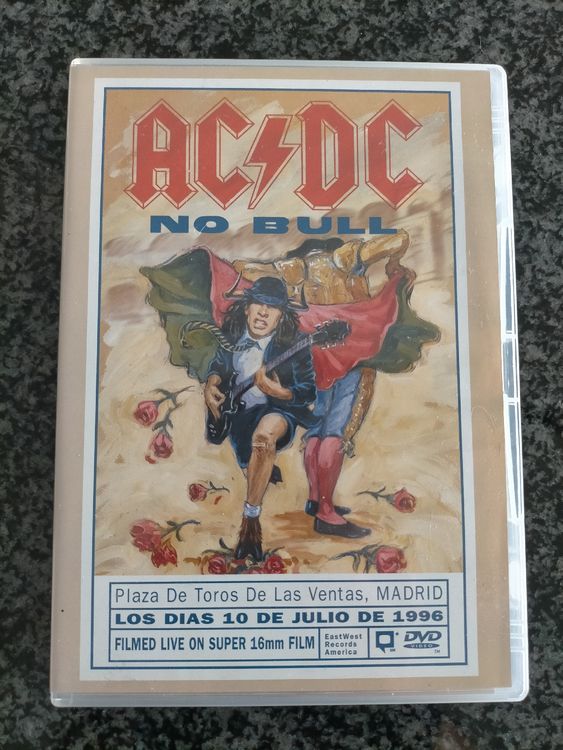 AC DC
NO BULL
Plaza De Toros De Las Ventas, MADRID
LOS DIAS 10 DE JULIO DE 1996
FILMED LIVE ON SUPER 16mm FILM
EastWest
Records
America
SM
DVD
VIDEO